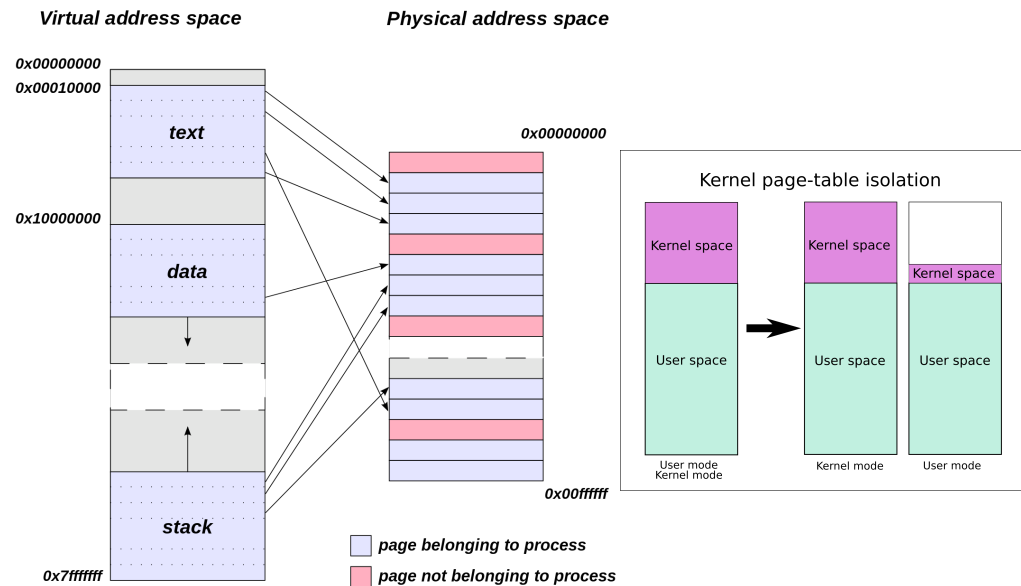 Virtual address space
Physical address space
0x00000000
0x00010000
text
0x10000000
data
stack
0x7fffffff
0x00000000
0x00ffffff
page belonging to process
page not belonging to process
Kernel page-table isolation
Kernel space
User space
User mode
Kernel mode
Kernel space
User space
Kernel mode
Kernel space
User space
User mode